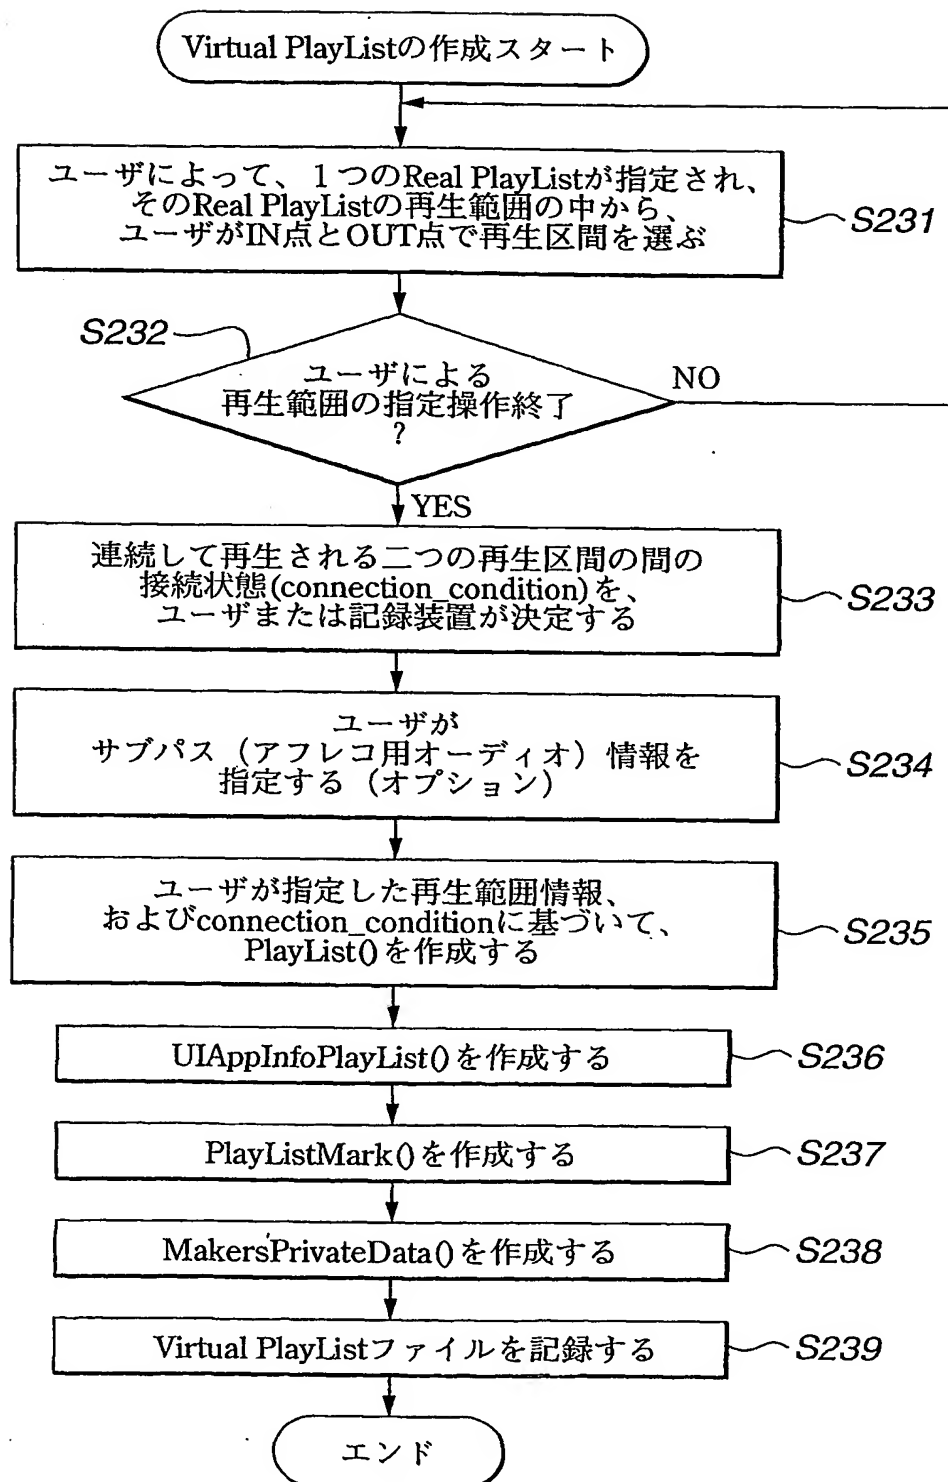 Virtual PlayListの作成スタート
ユーザによって、１つのReal PlayListが指定され、
そのReal PlayListの再生範囲の中から、
ユーザがIN点とOUT点で再生区間を選ぶ
S231
S232
ユーザによる
再生範囲の指定操作終了
?
NO
YES
連続して再生される二つの再生区間の間の
接続状態(connection_condition)を、
ユーザまたは記録装置が決定する
S233
ユーザが
サブパス（アフレコ用オーディオ）情報を
指定する（オプション）
S234
ユーザが指定した再生範囲情報、
およびconnection_conditionに基づいて、
PlayList()を作成する
S235
UIAppInfoPlayList()を作成する
S236
PlayListMark()を作成する
S237
Makers'PrivateData()を作成する
S238
Virtual PlayListファイルを記録する
S239
エンド